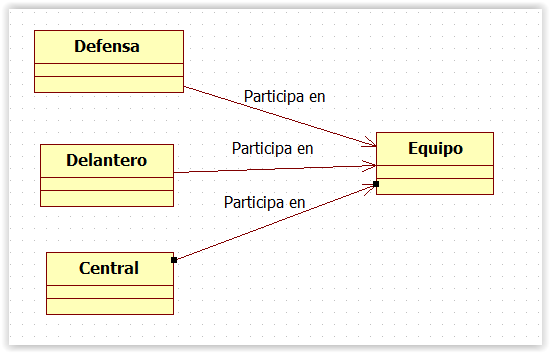 Defensa
Participa en
Delantero
Participa en
Equipo
Participa en
Central